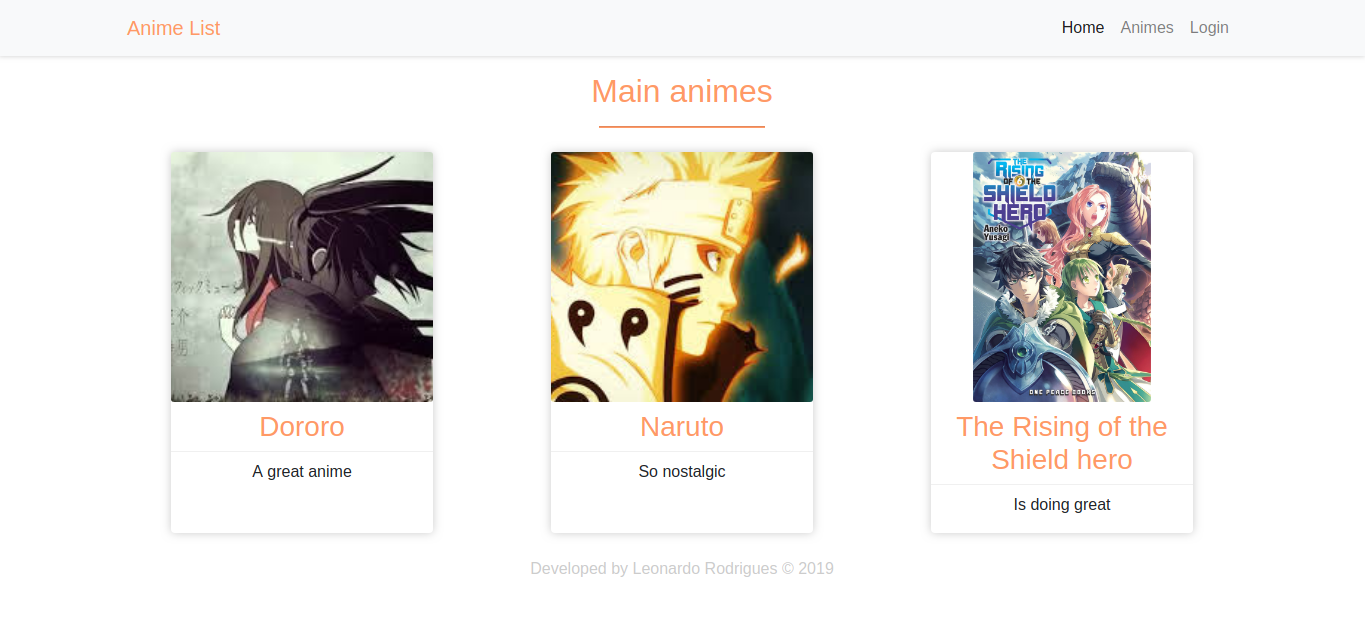 Anime List
Home Animes Login
Main animes
THE
RISING
OF THE
SHIELD
HERO
Aneko
Yusagi
ONE PEACE BOOKS
Dororo
Naruto
The Rising of the
Shield hero
A great anime
So nostalgic
Is doing great
Developed by Leonardo Rodrigues © 2019